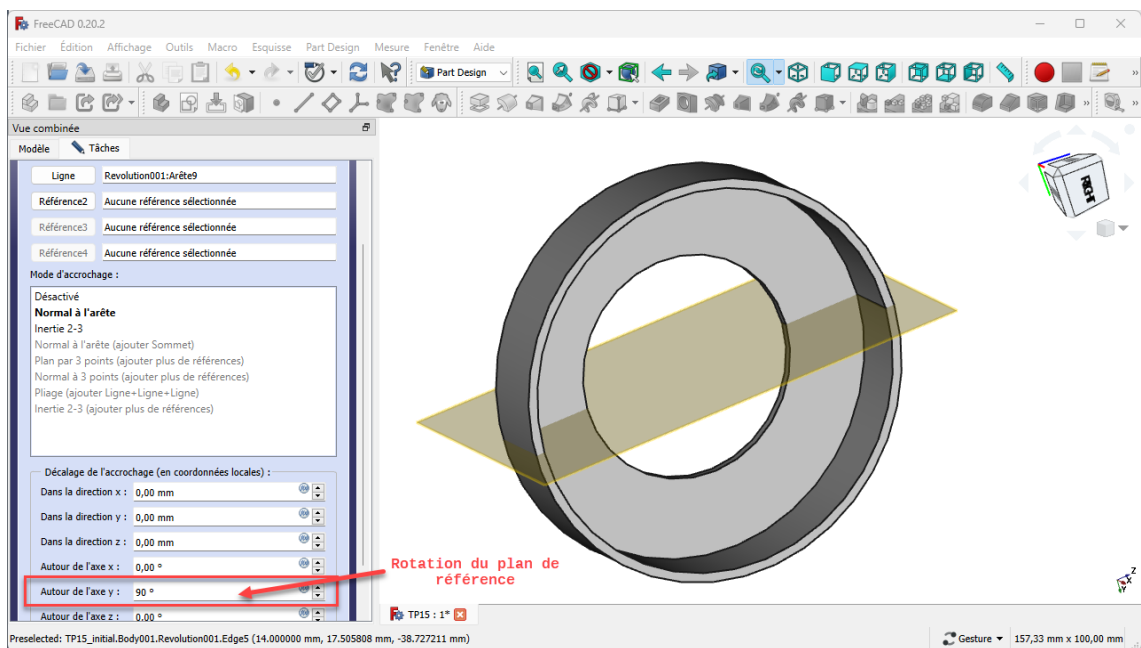 FreeCAD 0.20.2
Fichier Édition Affichage Outils Macro Esquisse Part Design Mesure Fenêtre Aide
Part Design
Vue combinée
Modèle Tâches
Ligne Revolution001:Arête9
Référence2 Aucune référence sélectionnée
Référence3 Aucune référence sélectionnée
Référence4 Aucune référence sélectionnée
Mode d'accrochage :
Désactivé
Normal à l'arête
Inertie 2-3
Normal à l'arête (ajouter Sommet)
Plan par 3 points (ajouter plus de références)
Normal à 3 points (ajouter plus de références)
Pliage (ajouter Ligne+Ligne+Ligne)
Inertie 2-3 (ajouter plus de références)
Décalage de l'accrochage (en coordonnées locales) :
Dans la direction x : 0,00 mm
Dans la direction y : 0,00 mm
Dans la direction z : 0,00 mm
Autour de l'axe x : 0,00 °
Autour de l'axe y : 90 °
Autour de l'axe z : 0,00 °
Rotation du plan de
référence
RIGHT
Z
X
Y
TP15 : 1*
Preselected: TP15_initial.Body001.Revolution001.Edge5 (14.000000 mm, 17.505808 mm, -38.727211 mm)
Gesture
157,33 mm x 100,00 mm